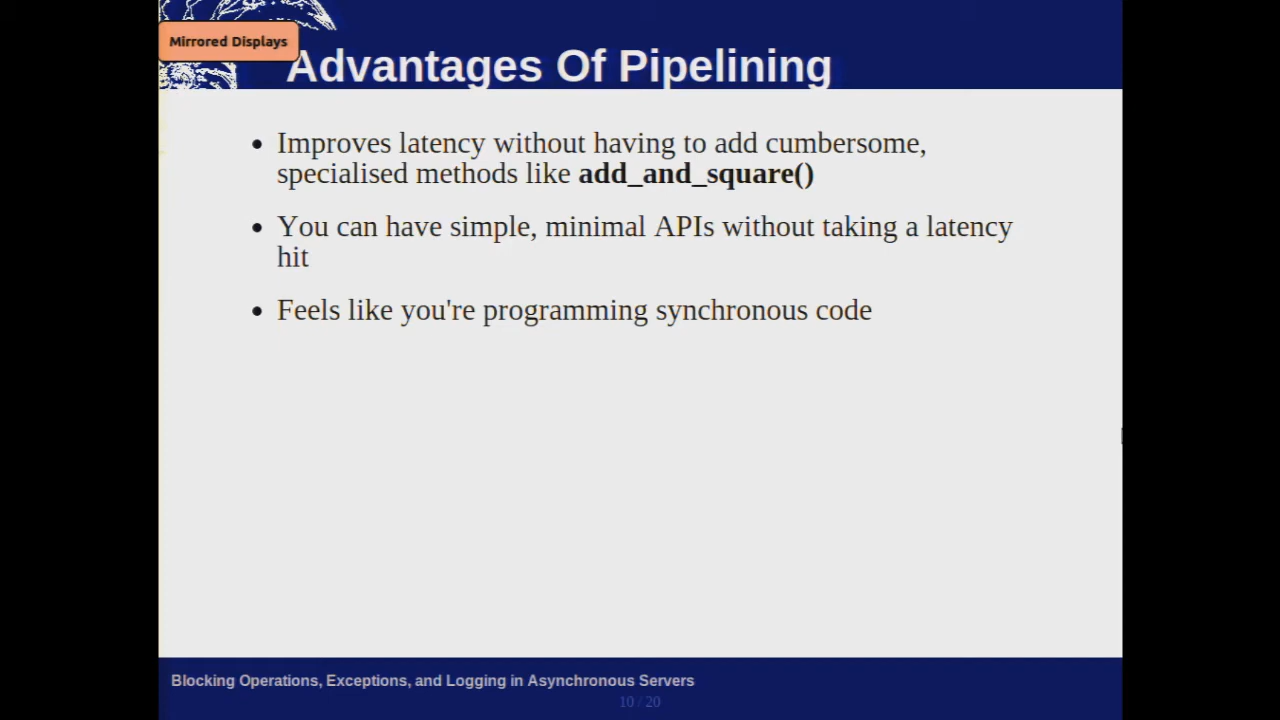 Mirrored Displays
Advantages Of Pipelining
• Improves latency without having to add cumbersome,
specialised methods like add_and_square()
• You can have simple, minimal APIs without taking a latency
hit
• Feels like you're programming synchronous code
Blocking Operations, Exceptions, and Logging in Asynchronous Servers
10 / 20